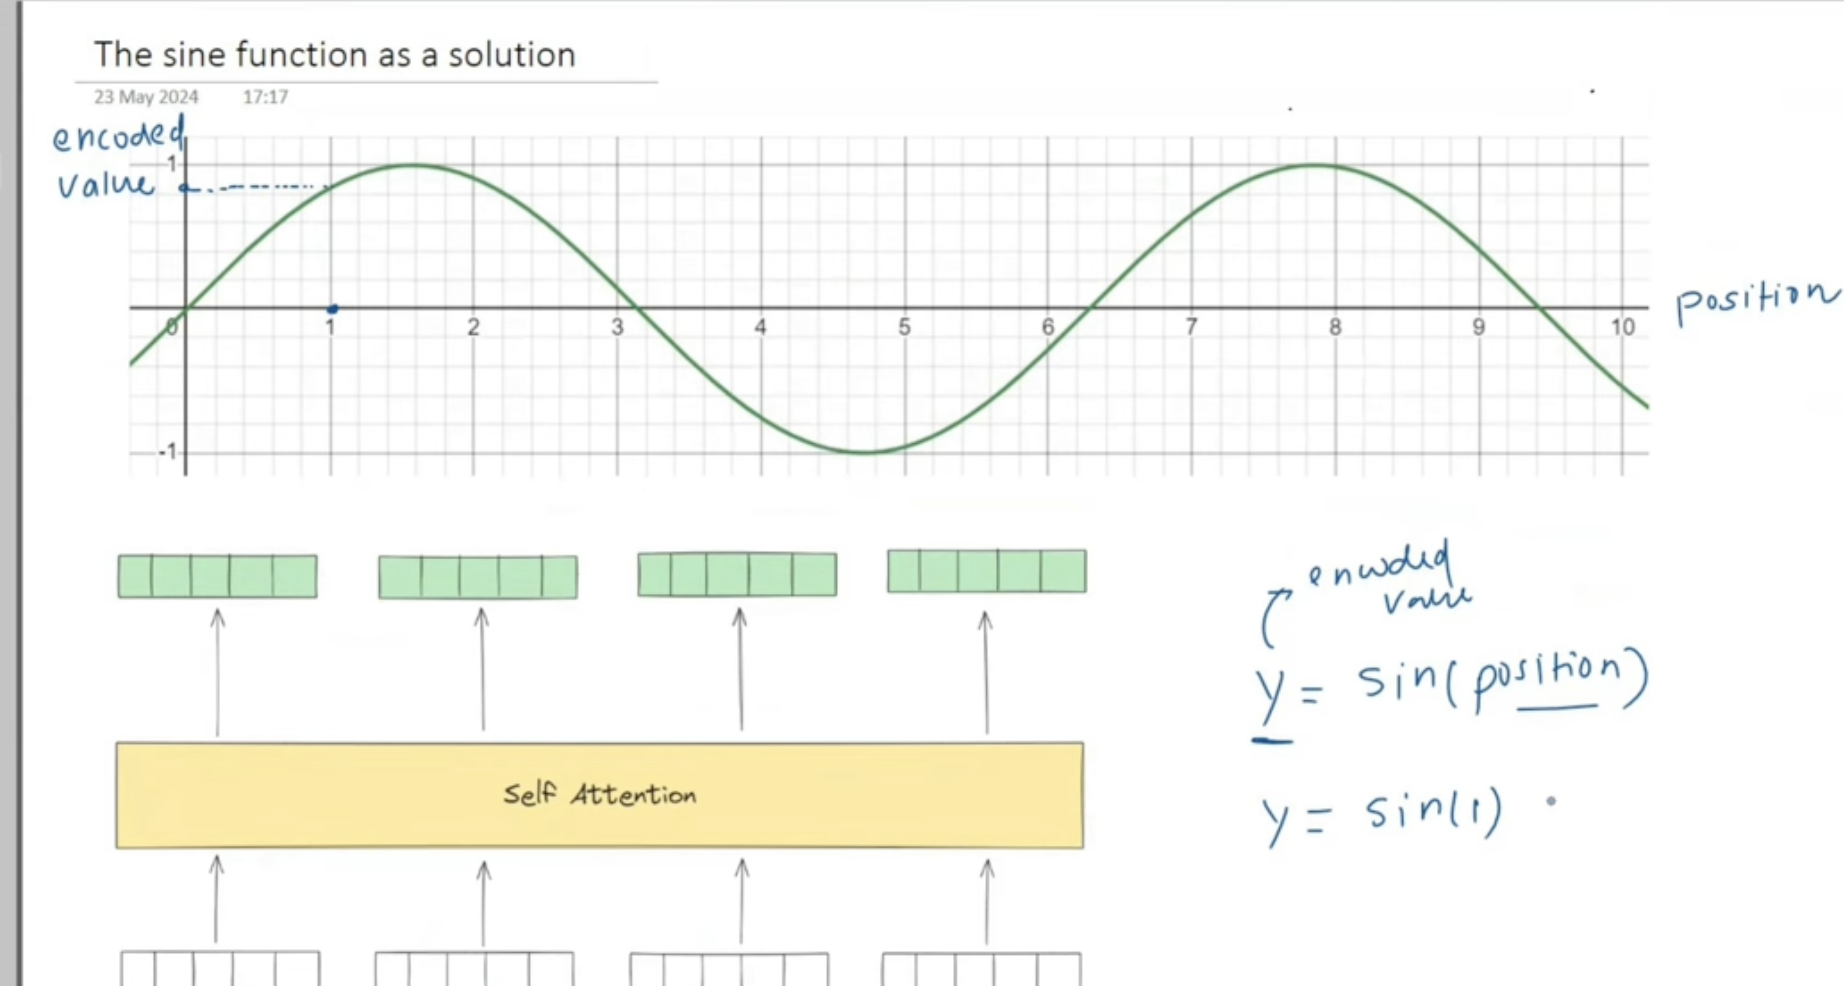 The sine function as a solution
23 May 2024 17:17
encoded
value
1
0 1 2 3 4 5 6 7 8 9 10
position
-1
encoded
value
y = sin(position)
Self Attention
y = sin(1)